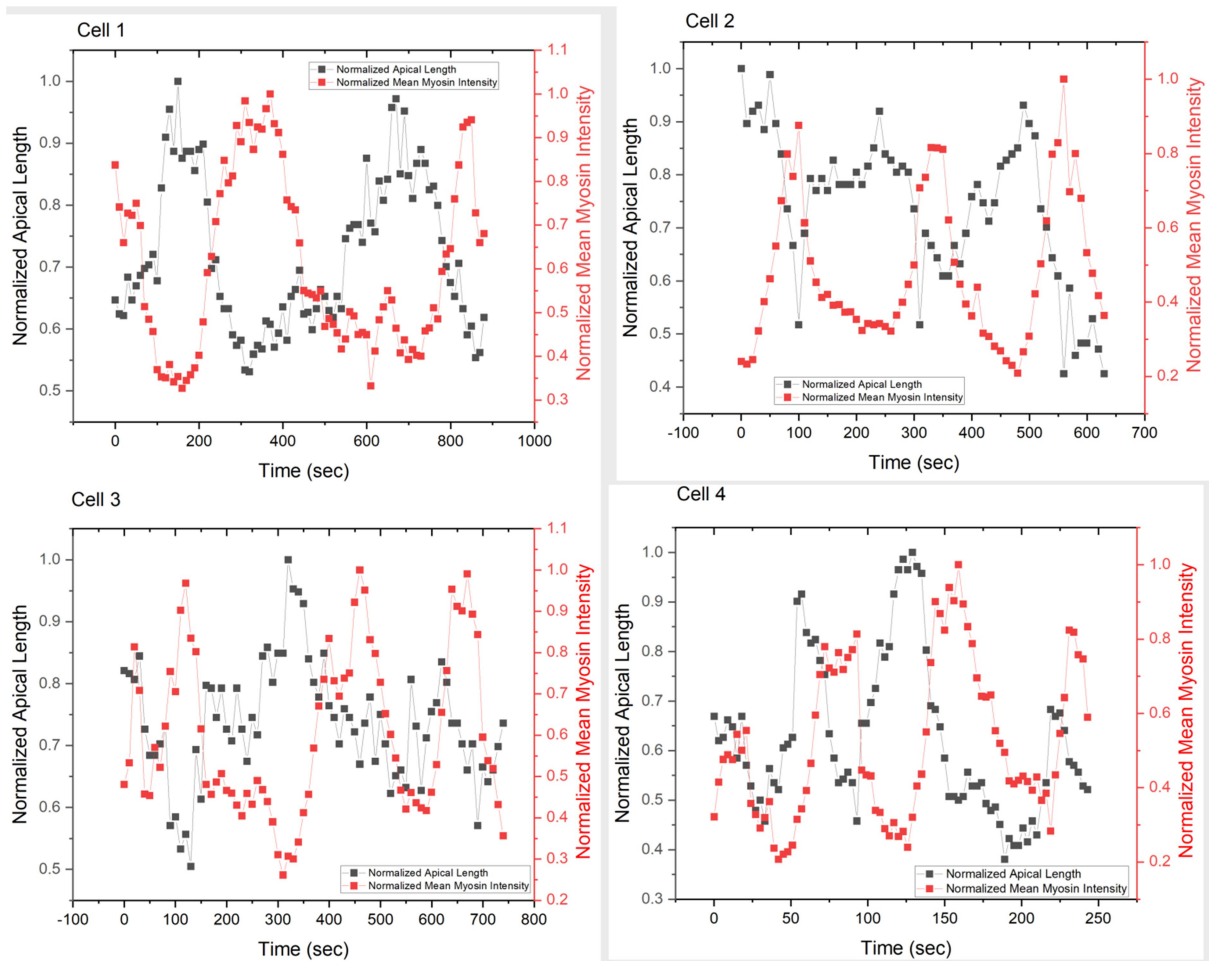 Cell 1
Normalized Apical Length
Normalized Mean Myosin Intensity
1.0
0.9
0.8
0.7
0.6
0.5
Normalized Apical Length
1.1
1.0
0.9
0.8
0.7
0.6
0.5
0.4
0.3
Normalized Mean Myosin Intensity
0 200 400 600 800 1000
Time (sec)
Cell 2
1.0
0.9
0.8
0.7
0.6
0.5
0.4
Normalized Apical Length
1.0
0.8
0.6
0.4
0.2
Normalized Mean Myosin Intensity
Normalized Apical Length
Normalized Mean Myosin Intensity
-100 0 100 200 300 400 500 600 700
Time (sec)
Cell 3
1.0
0.9
0.8
0.7
0.6
0.5
Normalized Apical Length
1.1
1.0
0.9
0.8
0.7
0.6
0.5
0.4
0.3
0.2
Normalized Mean Myosin Intensity
Normalized Apical Length
Normalized Mean Myosin Intensity
-100 0 100 200 300 400 500 600 700 800
Time (sec)
Cell 4
1.0
0.9
0.8
0.7
0.6
0.5
0.4
0.3
Normalized Apical Length
1.0
0.8
0.6
0.4
0.2
Normalized Mean Myosin Intensity
Normalized Apical Length
Normalized Mean Myosin Intensity
0 50 100 150 200 250
Time (sec)